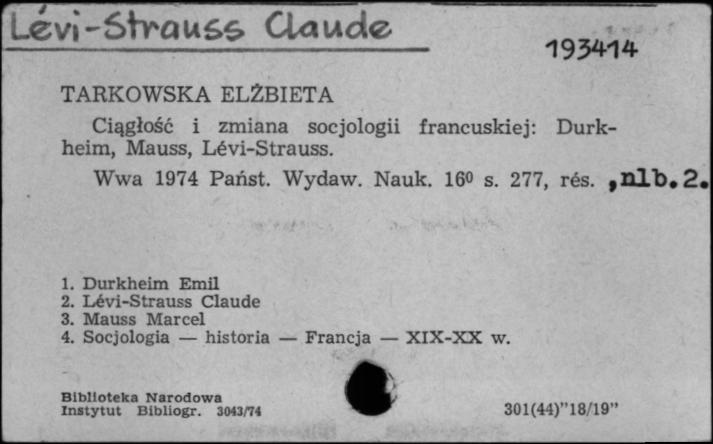 Lévi-Strauss Claude
193414
TARKOWSKA ELŻBIETA
Ciągłość i zmiana socjologii francuskiej: Durk-
heim, Mauss, Lévi-Strauss.
Wwa 1974 Państ. Wydaw. Nauk. 16⁰ s. 277, rés. ,nlb.2.
1. Durkheim Emil
2. Lévi-Strauss Claude
3. Mauss Marcel
4. Socjologia — historia — Francja — XIX-XX w.
Biblioteka Narodowa
Instytut Bibliogr. 3043/74
301(44)”18/19”